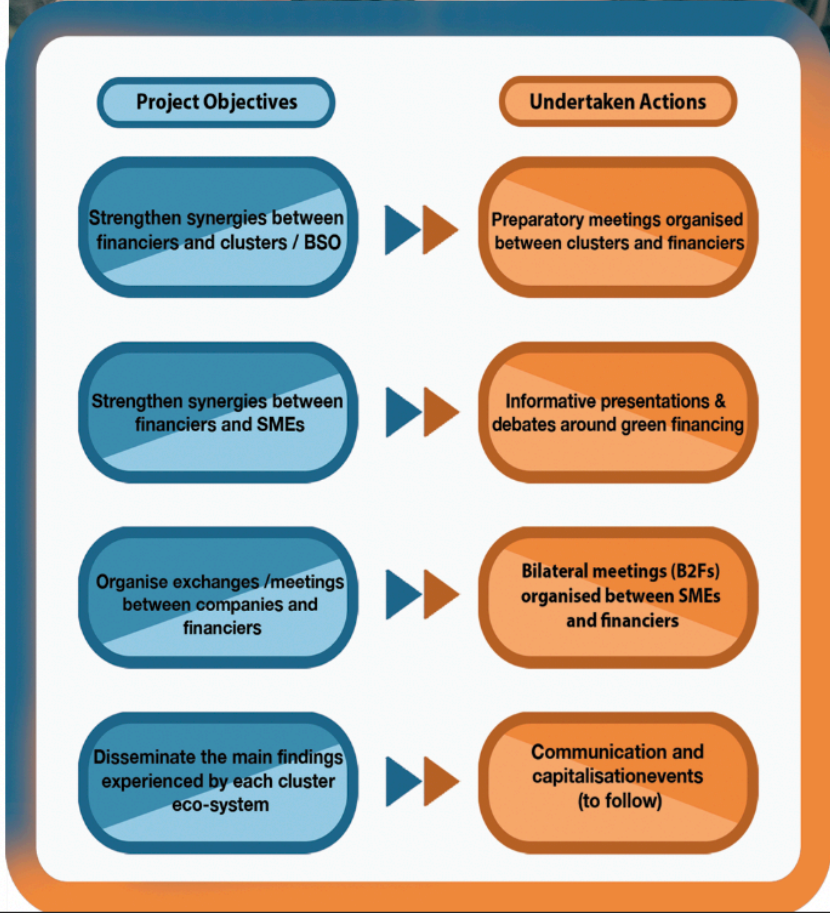 Project Objectives
Undertaken Actions
Strengthen synergies between
financiers and clusters / BSO
Preparatory meetings organised
between clusters and financiers
Strengthen synergies between
financiers and SMEs
Informative presentations &
debates around green financing
Organise exchanges /meetings
between companies and
financiers
Bilateral meetings (B2Fs)
organised between SMEs
and financiers
Disseminate the main findings
experienced by each cluster
eco-system
Communication and
capitalisationevents
(to follow)